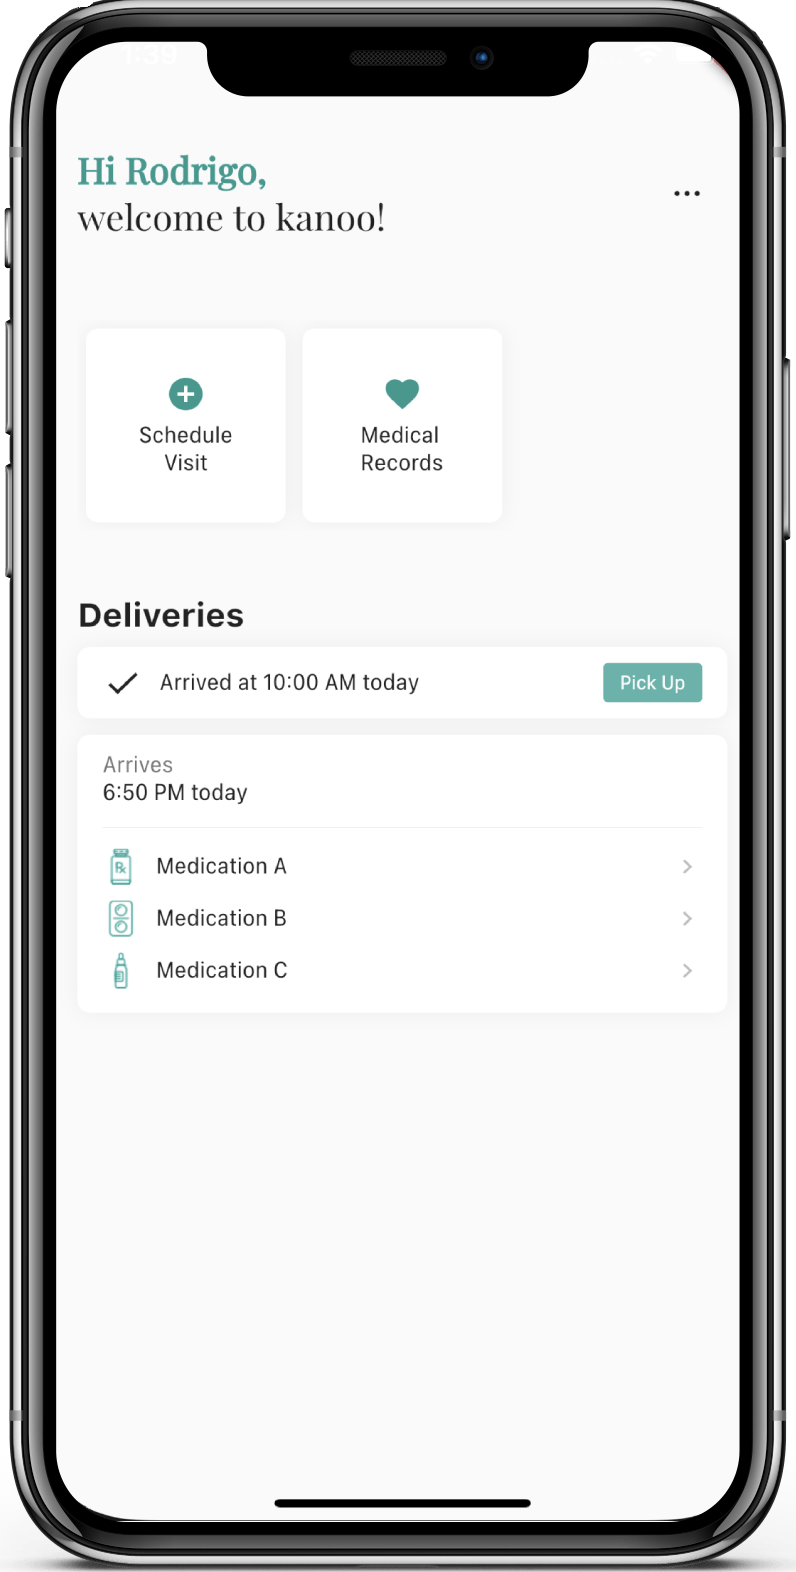 1:39
Hi Rodrigo,
welcome to kanoo!
Schedule
Visit
Medical
Records
Deliveries
Arrived at 10:00 AM today
Pick Up
Arrives
6:50 PM today
Rx
Medication A
Medication B
Medication C